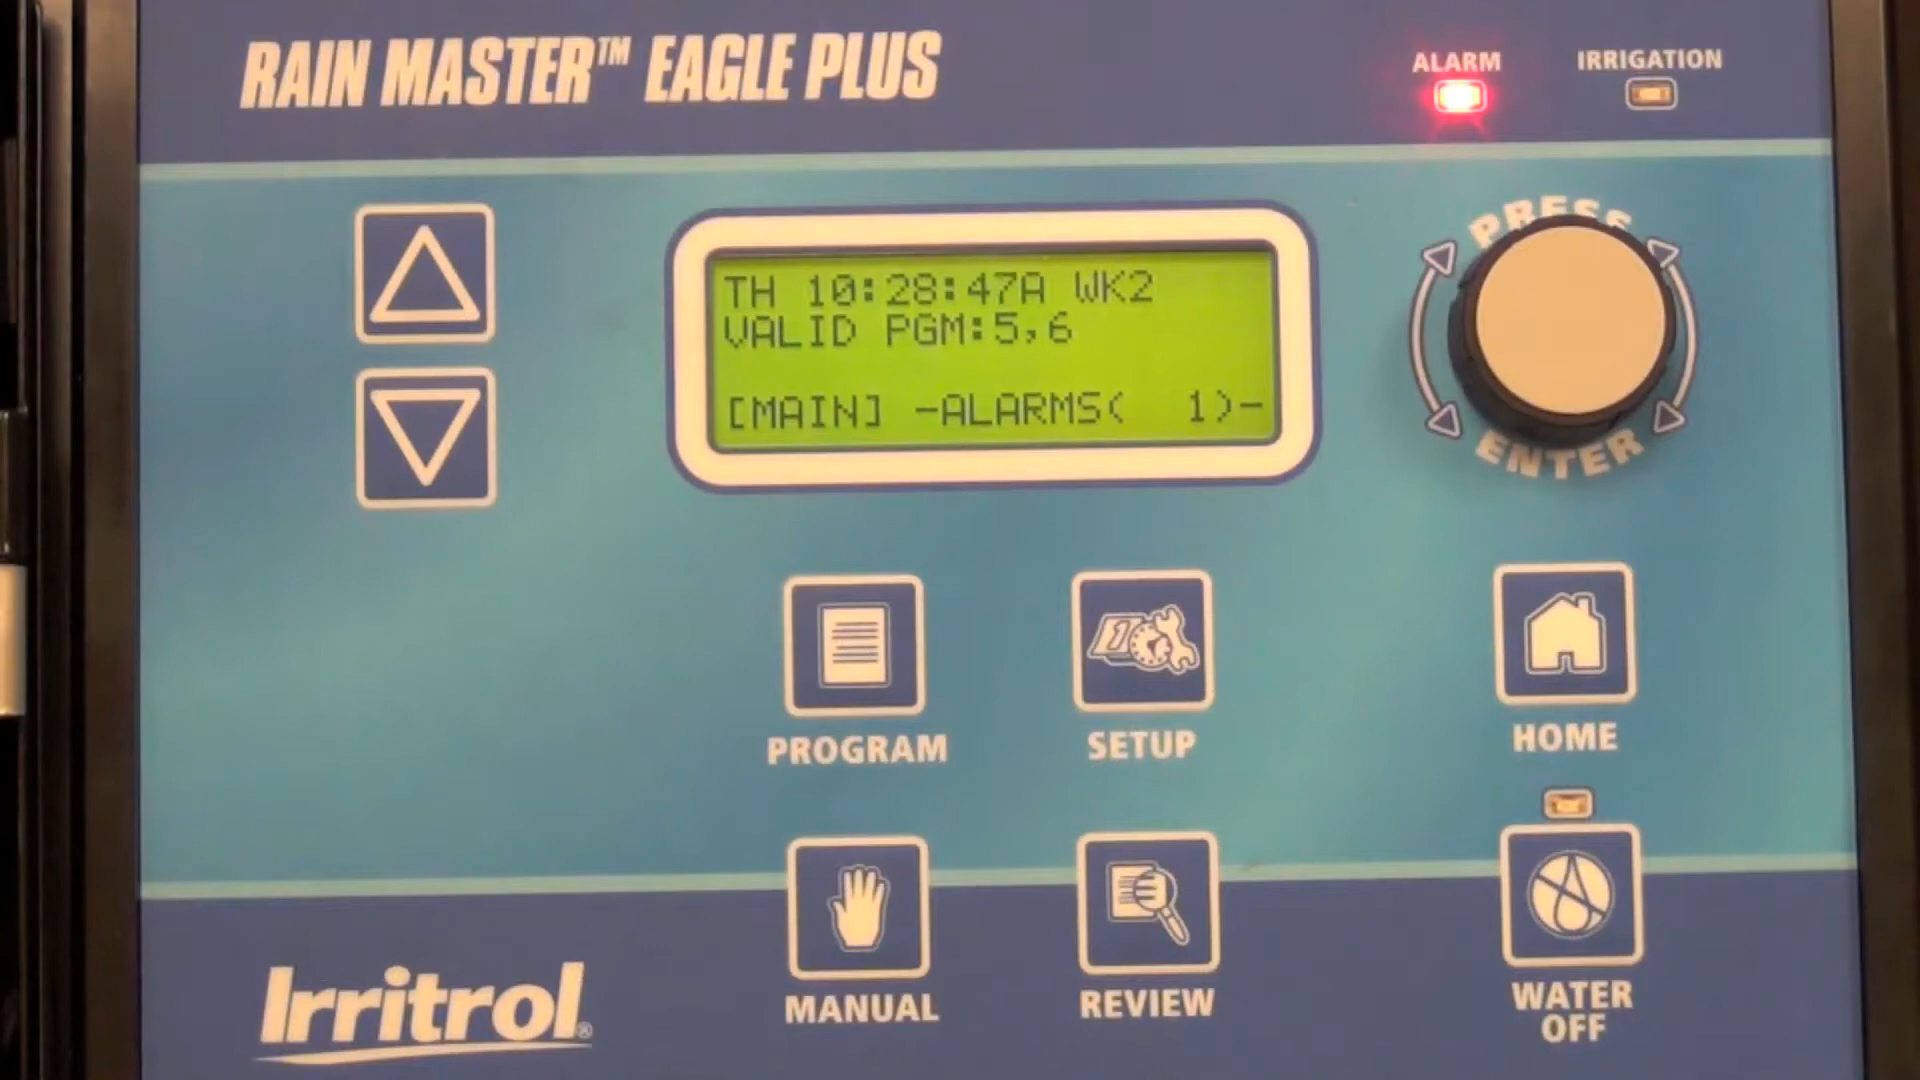 RAIN MASTER™ EAGLE PLUS
ALARM
IRRIGATION
PRESS
TH 10:28:47A WK2
VALID PGM:5,6
[MAIN] -ALARMS(  1)-
ENTER
1
PROGRAM
SETUP
HOME
MANUAL
REVIEW
WATER
OFF
Irritrol®